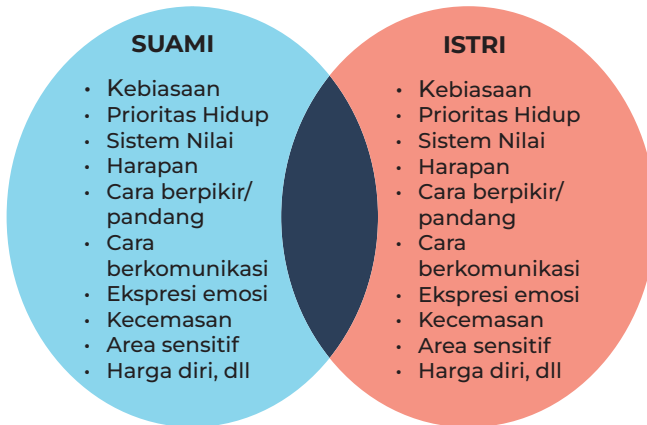 SUAMI
• Kebiasaan
• Prioritas Hidup
• Sistem Nilai
• Harapan
• Cara berpikir/
pandang
• Cara
berkomunikasi
• Ekspresi emosi
• Kecemasan
• Area sensitif
• Harga diri, dll
ISTRI
• Kebiasaan
• Prioritas Hidup
• Sistem Nilai
• Harapan
• Cara berpikir/
pandang
• Cara
berkomunikasi
• Ekspresi emosi
• Kecemasan
• Area sensitif
• Harga diri, dll